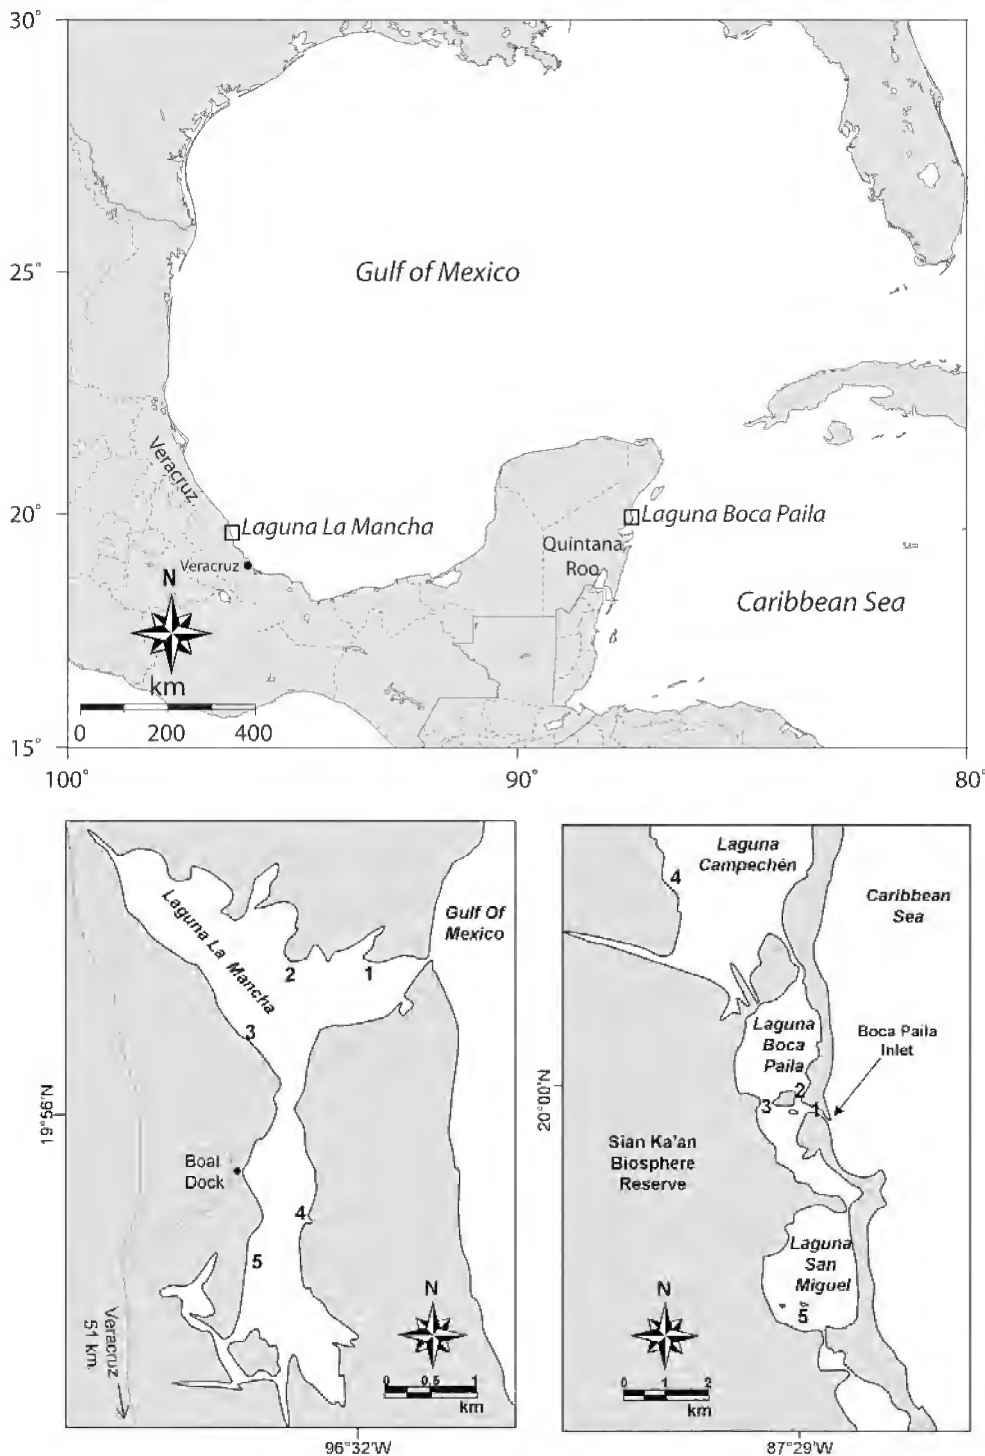 30°
25°
20°
15°
100°
90°
80°
Gulf of Mexico
Veracruz
Laguna La Mancha
Veracruz
Laguna Boca Paila
Quintana
Roo
Caribbean Sea
N
km
0 200 400
Laguna La Mancha
Gulf Of
Mexico
2
1
3
19°56'N
Boal
Dock
4
5
N
0 0.5 1
km
Veracruz
51 km
96°32'W
Laguna
Campechén
4
Caribbean
Sea
Laguna
Boca
Paila
Boca Paila
Inlet
2
3
1
20°00'N
Sian Ka'an
Biosphere
Reserve
Laguna
San
Miguel
5
N
0 1 2
km
87°29'W